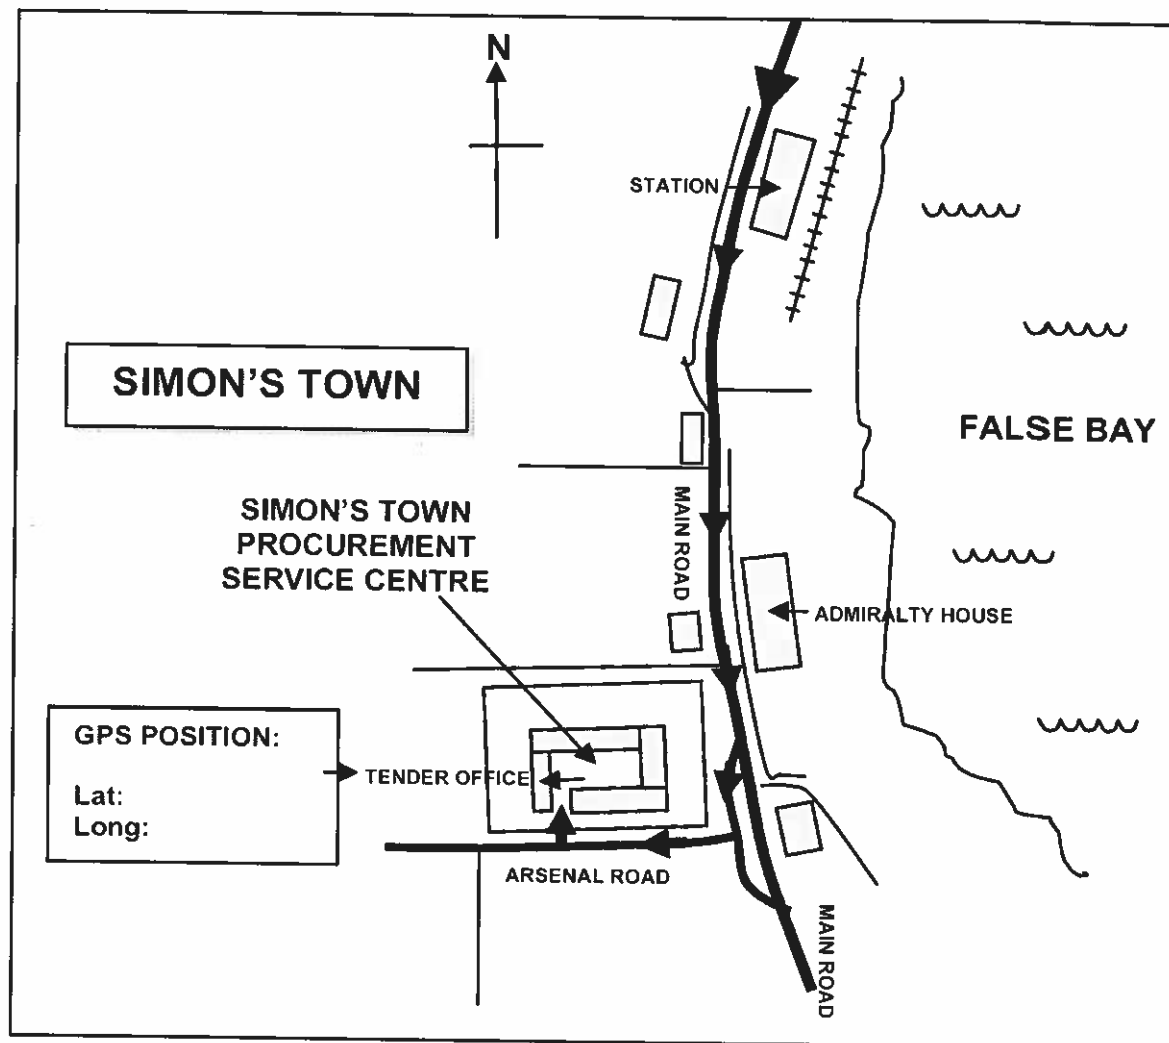 N
STATION
SIMON'S TOWN
FALSE BAY
MAIN ROAD
SIMON'S TOWN
PROCUREMENT
SERVICE CENTRE
ADMIRALTY HOUSE
GPS POSITION:
Lat:
Long:
TENDER OFFICE
ARSENAL ROAD
MAIN ROAD